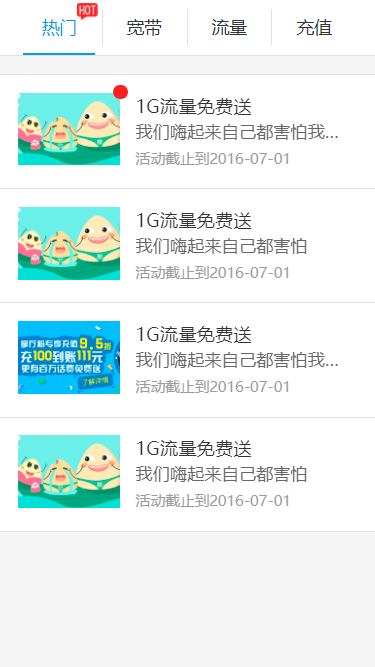 热门
HOT
宽带
流量
充值
1G流量免费送
我们嗨起来自己都害怕我...
活动截止到2016-07-01
1G流量免费送
我们嗨起来自己都害怕
活动截止到2016-07-01
9.5折
充100到账111元
更有百万话费免费送
了解详情
1G流量免费送
我们嗨起来自己都害怕我...
活动截止到2016-07-01
1G流量免费送
我们嗨起来自己都害怕
活动截止到2016-07-01